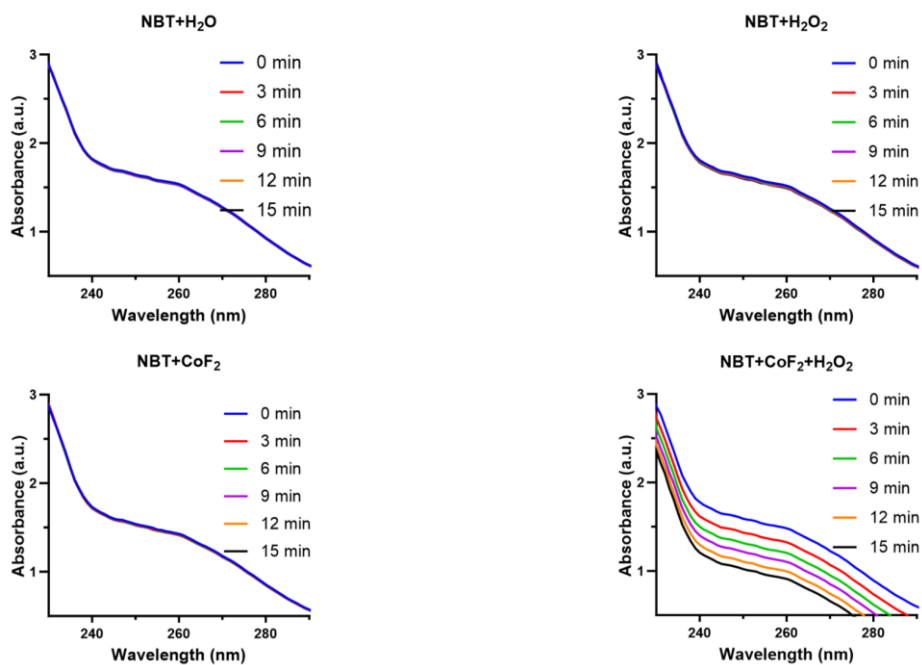 NBT+H₂O
Absorbance (a.u.)
3
2
1
0 min
3 min
6 min
9 min
12 min
15 min
240
260
280
Wavelength (nm)
NBT+H₂O₂
Absorbance (a.u.)
3
2
1
0 min
3 min
6 min
9 min
12 min
15 min
240
260
280
Wavelength (nm)
NBT+CoF₂
Absorbance (a.u.)
3
2
1
0 min
3 min
6 min
9 min
12 min
15 min
240
260
280
Wavelength (nm)
NBT+CoF₂+H₂O₂
Absorbance (a.u.)
3
2
1
0 min
3 min
6 min
9 min
12 min
15 min
240
260
280
Wavelength (nm)